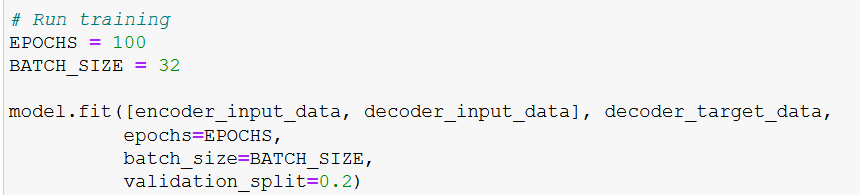 # Run training
EPOCHS = 100
BATCH_SIZE = 32
model.fit([encoder_input_data, decoder_input_data], decoder_target_data,
epochs=EPOCHS,
batch_size=BATCH_SIZE,
validation_split=0.2)